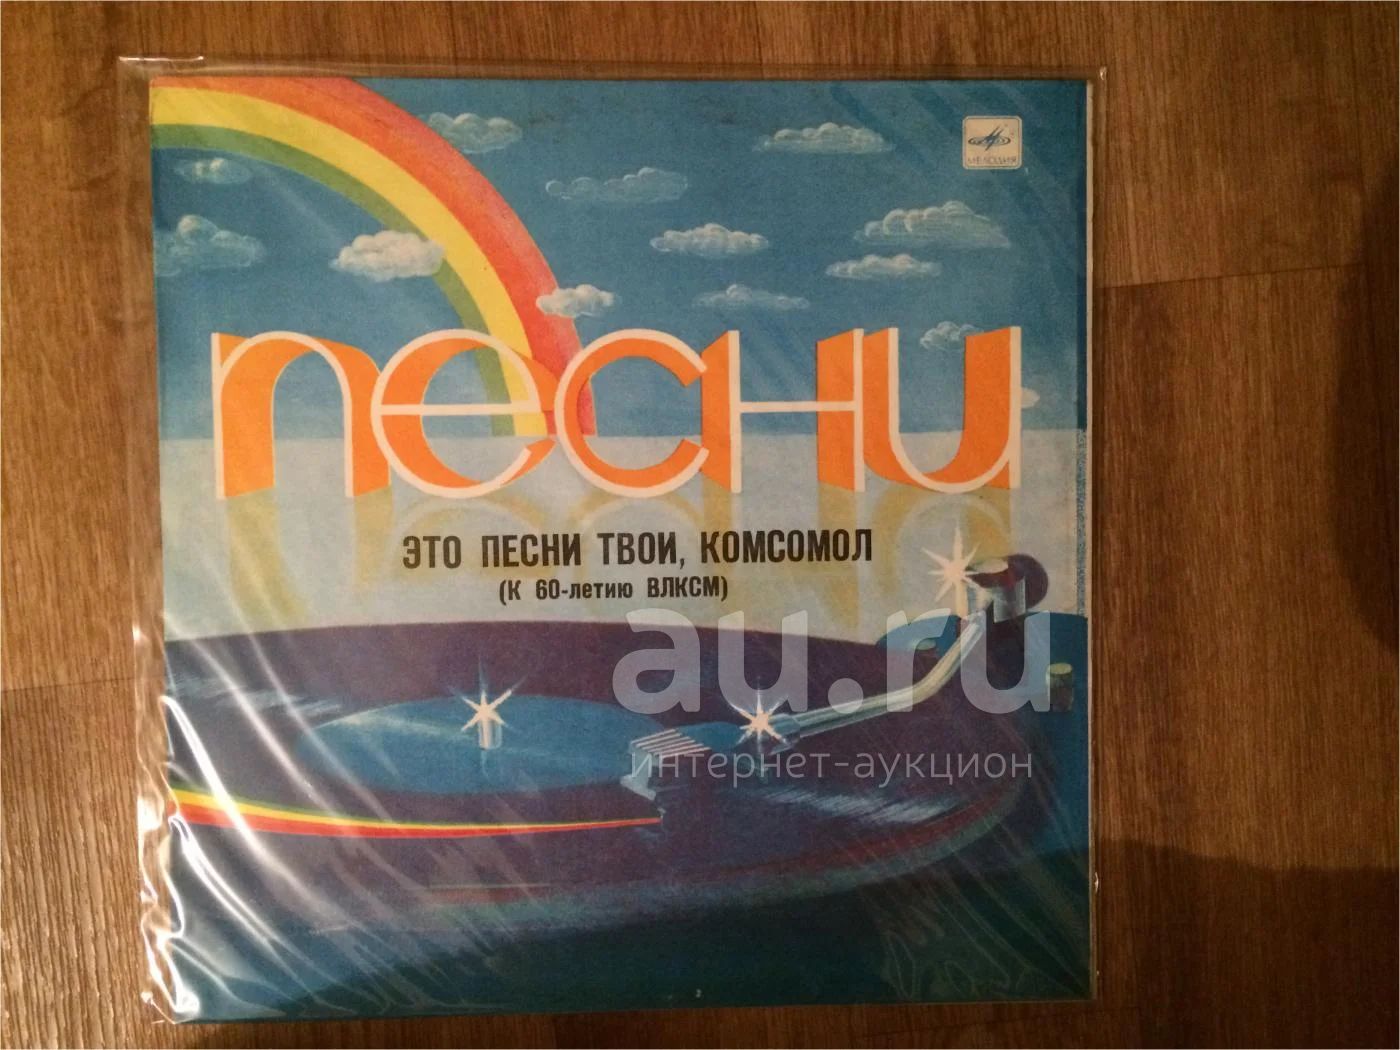 МЕЛОДИЯ
песни
ЭТО ПЕСНИ ТВОИ, КОМСОМОЛ
(К 60-летию ВЛКСМ)
au.ru
интернет-аукцион